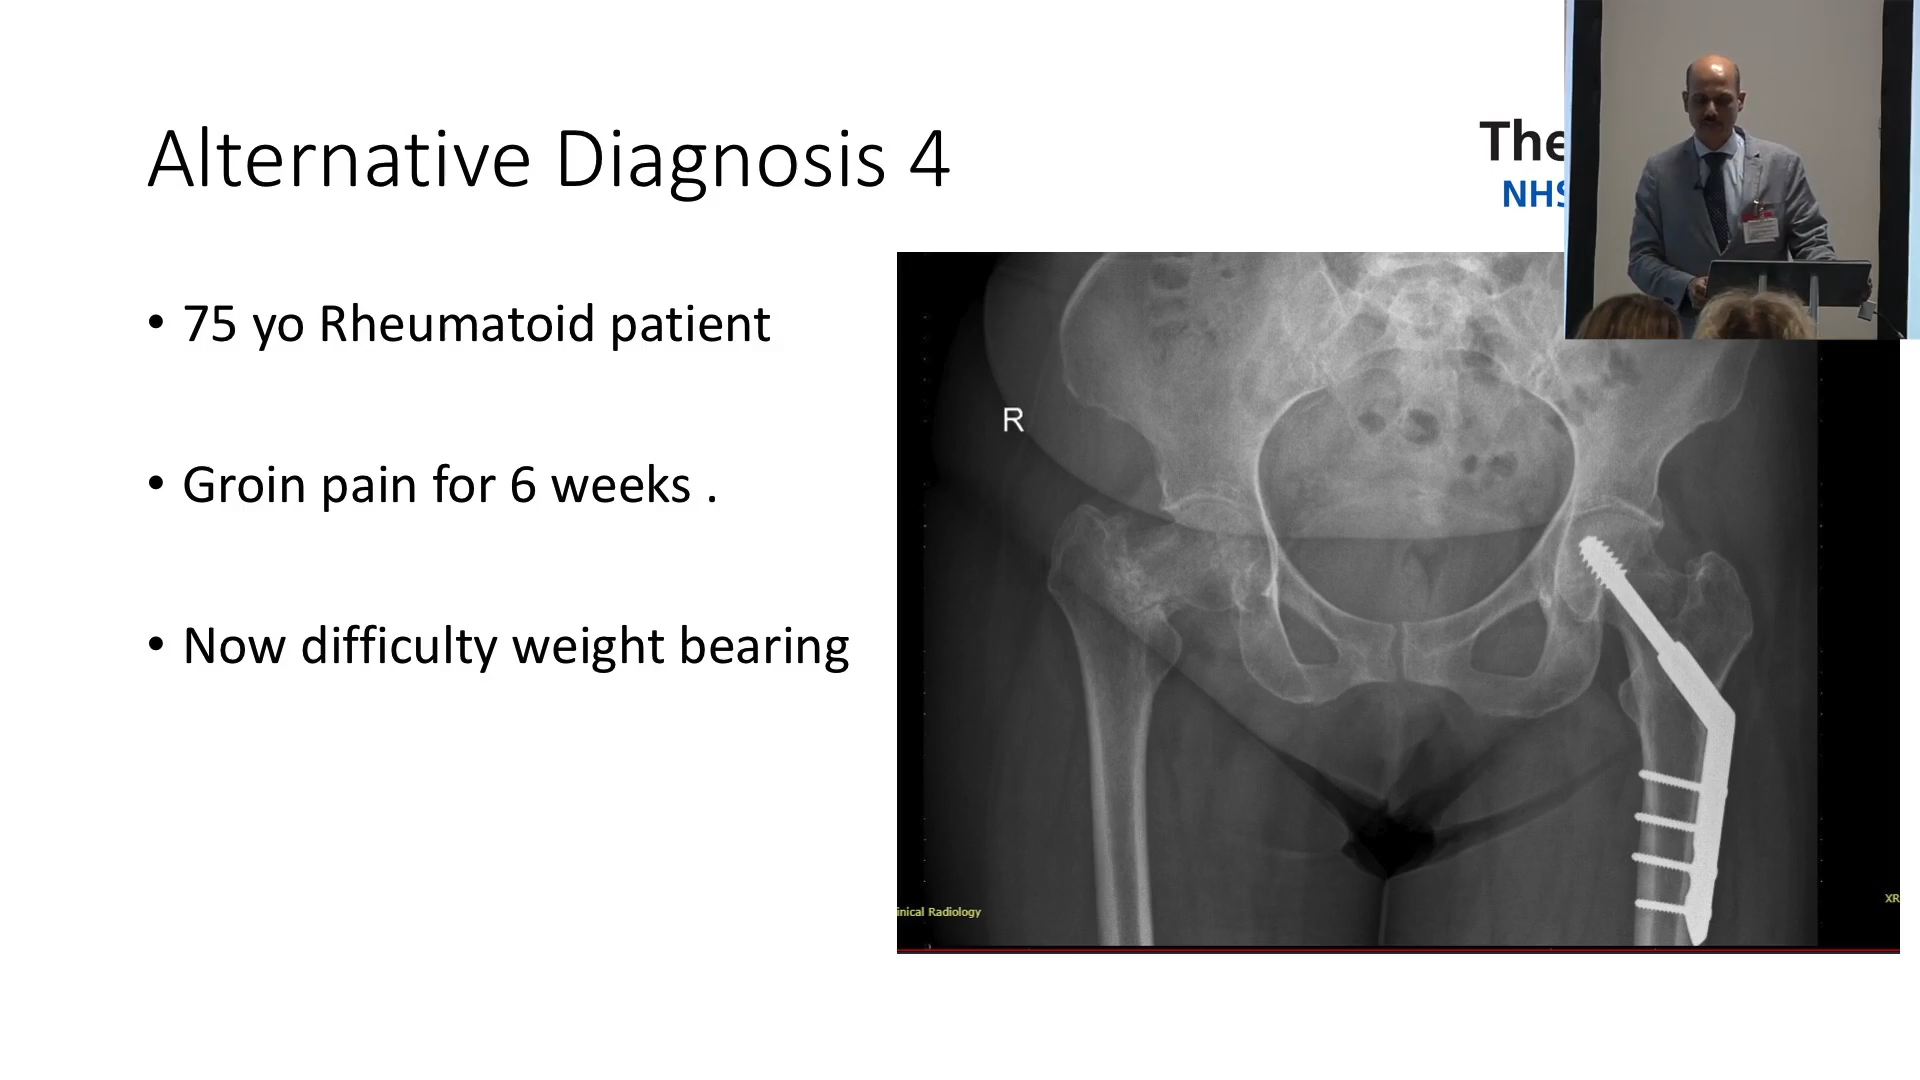 Alternative Diagnosis 4
The
NHS
• 75 yo Rheumatoid patient
• Groin pain for 6 weeks .
• Now difficulty weight bearing
R
inical Radiology
XR